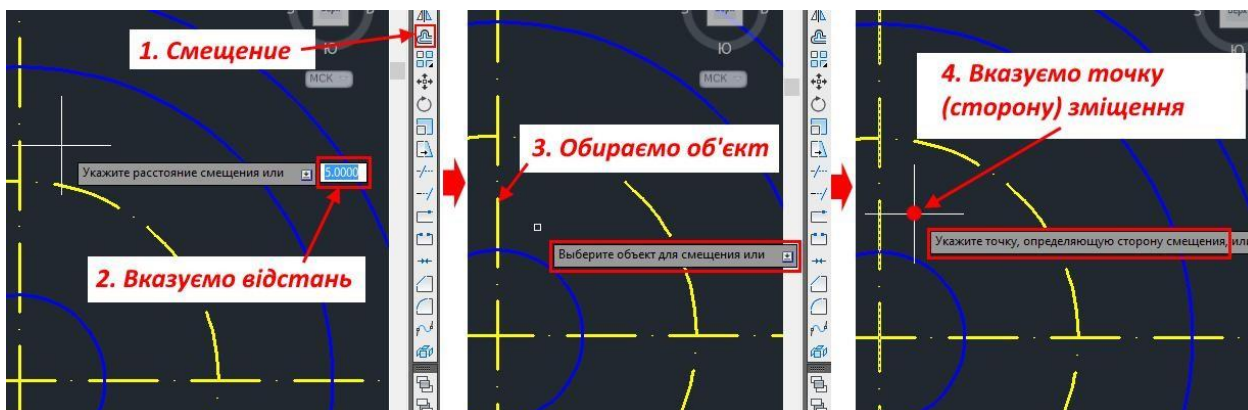 1. Смещение
Ю
МСК
Укажите расстояние смещения или
5.0000
2. Вказуємо відстань
Ю
МСК
3. Обираємо об'єкт
Выберите объект для смещения или
4. Вказуємо точку
(сторону) зміщення
Укажите точку, определяющую сторону смещения, или